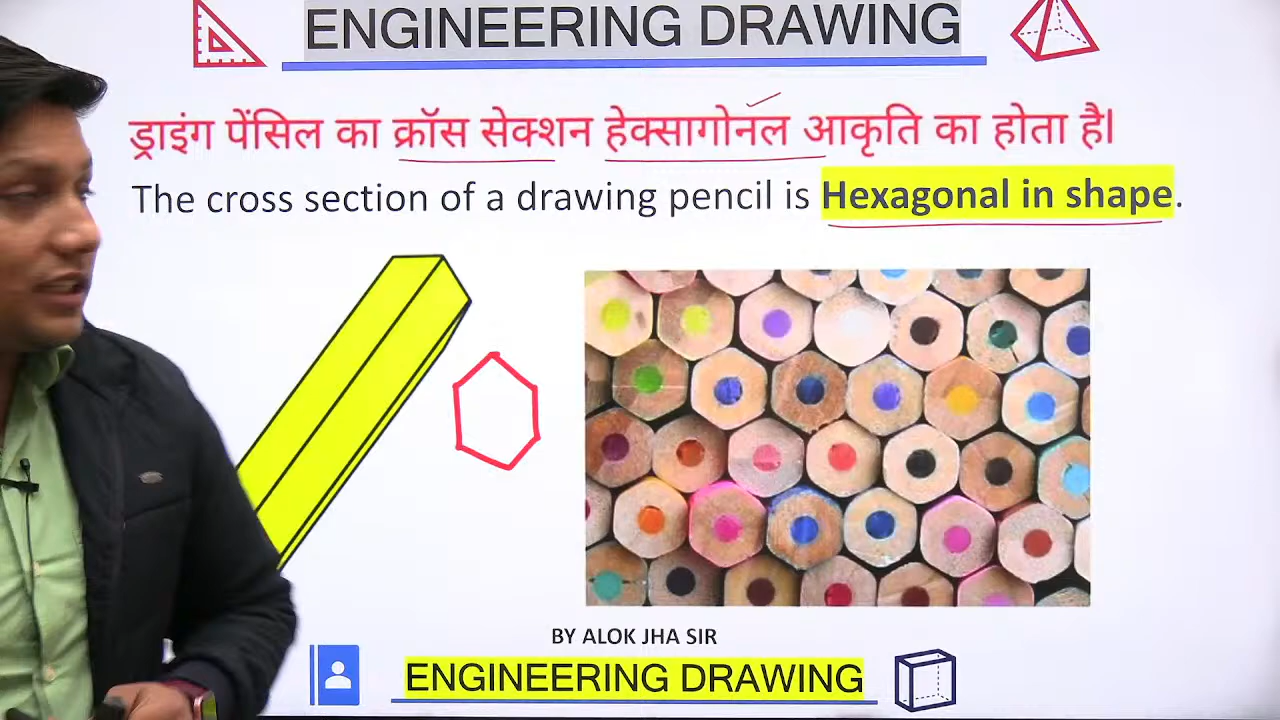 ENGINEERING DRAWING
ड्राइंग पेंसिल का क्रॉस सेक्शन हेक्सागोनल आकृति का होता है।
The cross section of a drawing pencil is Hexagonal in shape.
BY ALOK JHA SIR
ENGINEERING DRAWING